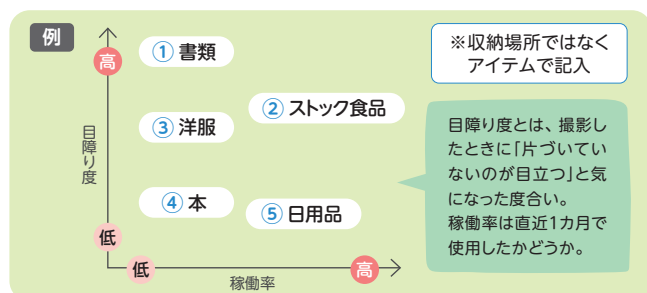 例
※収納場所ではなく
アイテムで記入
高
① 書類
② ストック食品
③ 洋服
目障り度
④ 本
⑤ 日用品
低
低
稼働率
高
目障り度とは、撮影し
たときに「片づいてい
ないのが目立つ」と気
になった度合い。
稼働率は直近1カ月で
使用したかどうか。